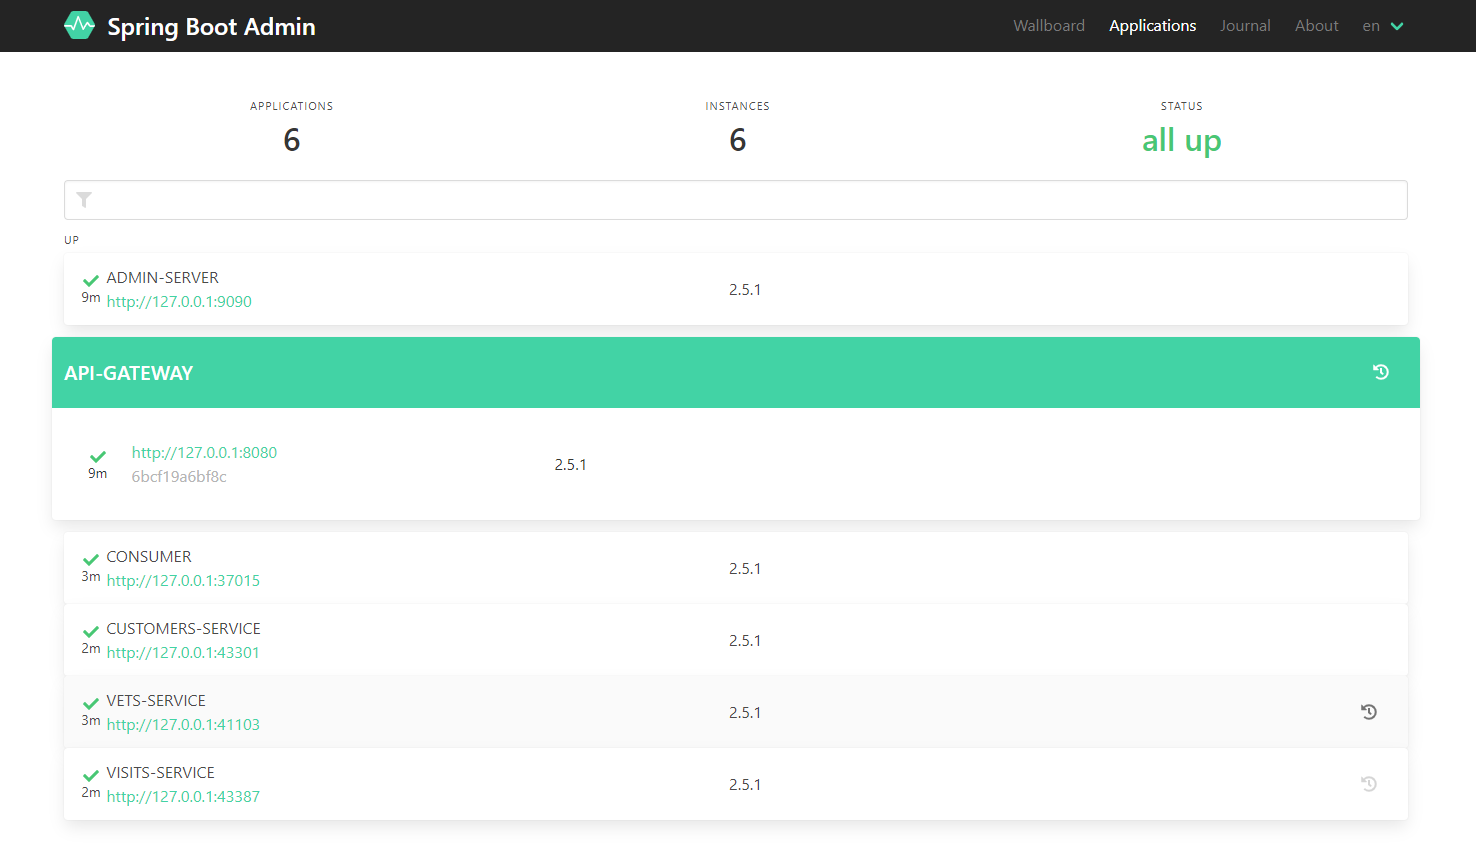 Spring Boot Admin
Wallboard Applications Journal About en
APPLICATIONS INSTANCES STATUS
6 6 all up
UP
ADMIN-SERVER
9m http://127.0.0.1:9090 2.5.1
API-GATEWAY
http://127.0.0.1:8080
9m 6bcf19a6bf8c 2.5.1
CONSUMER
3m http://127.0.0.1:37015 2.5.1
CUSTOMERS-SERVICE
2m http://127.0.0.1:43301 2.5.1
VETS-SERVICE
3m http://127.0.0.1:41103 2.5.1
VISITS-SERVICE
2m http://127.0.0.1:43387 2.5.1